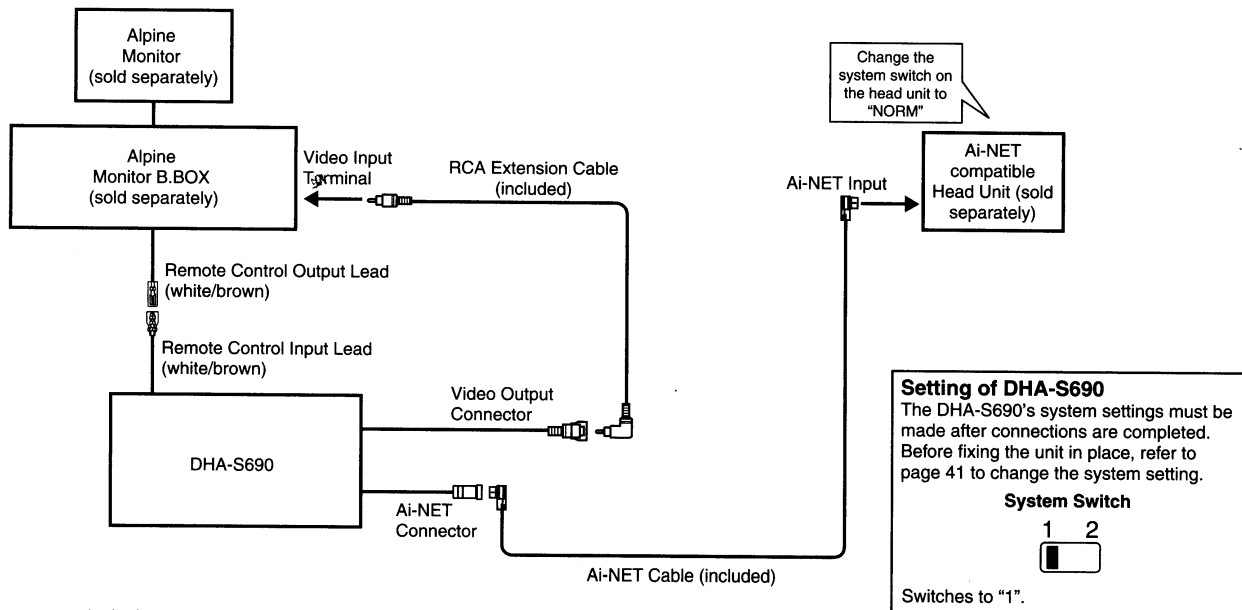 Alpine
Monitor
(sold separately)
Change the
system switch on
the head unit to
“NORM”
Alpine
Monitor B.BOX
(sold separately)
Video Input
Terminal
RCA Extension Cable
(included)
Ai-NET Input
Ai-NET
compatible
Head Unit (sold
separately)
Remote Control Output Lead
(white/brown)
Remote Control Input Lead
(white/brown)
Video Output
Connector
DHA-S690
Ai-NET
Connector
Ai-NET Cable (included)
Setting of DHA-S690
The DHA-S690’s system settings must be
made after connections are completed.
Before fixing the unit in place, refer to
page 41 to change the system setting.
System Switch
1 2
Switches to “1”.